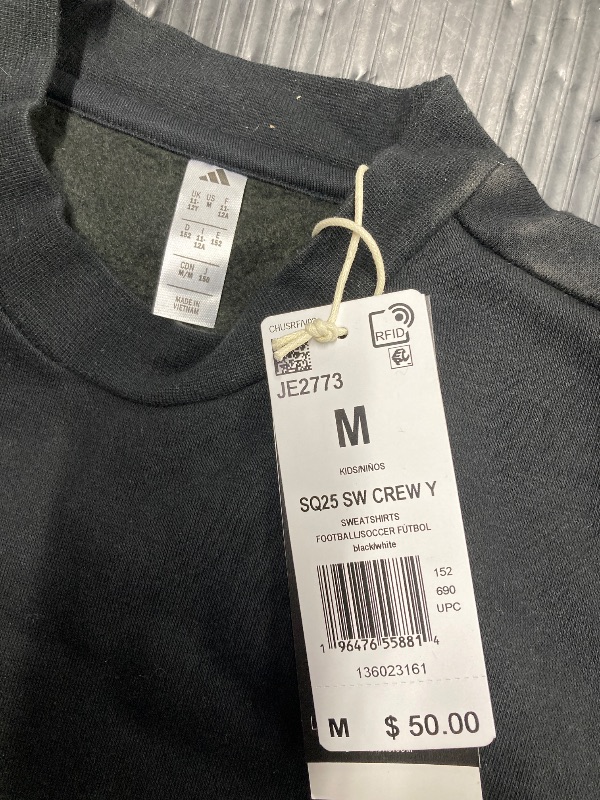 UK US F
11-12Y M 11-12A
D I E
152 11-12A 152
CDN J
M/M 150
MADE IN
VIETNAM
RFID
JE2773
M
KIDS/NIÑOS
SQ25 SW CREW Y
SWEATSHIRTS
FOOTBALL/SOCCER FÚTBOL
black/white
152
690
UPC
1 96476 55881 4
136023161
M $ 50.00